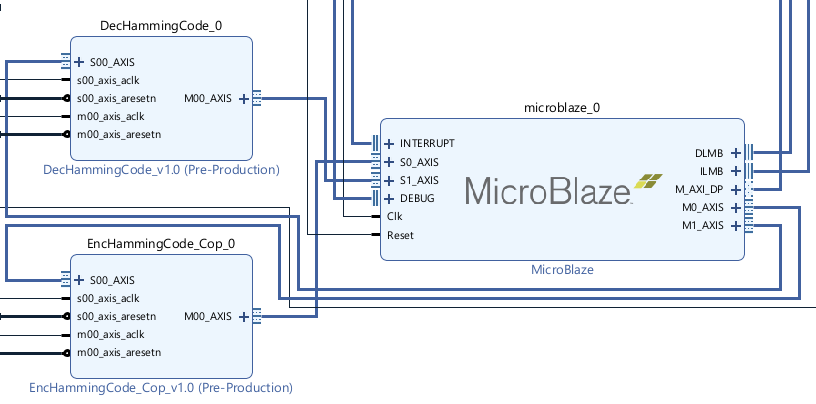 DecHammingCode_0
S00_AXIS
s00_axis_aclk
s00_axis_aresetn
m00_axis_aclk
m00_axis_aresetn
M00_AXIS
DecHammingCode_v1.0 (Pre-Production)
microblaze_0
INTERRUPT
S0_AXIS
S1_AXIS
DEBUG
Clk
Reset
MicroBlaze
DLMB
ILMB
M_AXI_DP
M0_AXIS
M1_AXIS
MicroBlaze
EncHammingCode_Cop_0
S00_AXIS
s00_axis_aclk
s00_axis_aresetn
m00_axis_aclk
m00_axis_aresetn
M00_AXIS
EncHammingCode_Cop_v1.0 (Pre-Production)